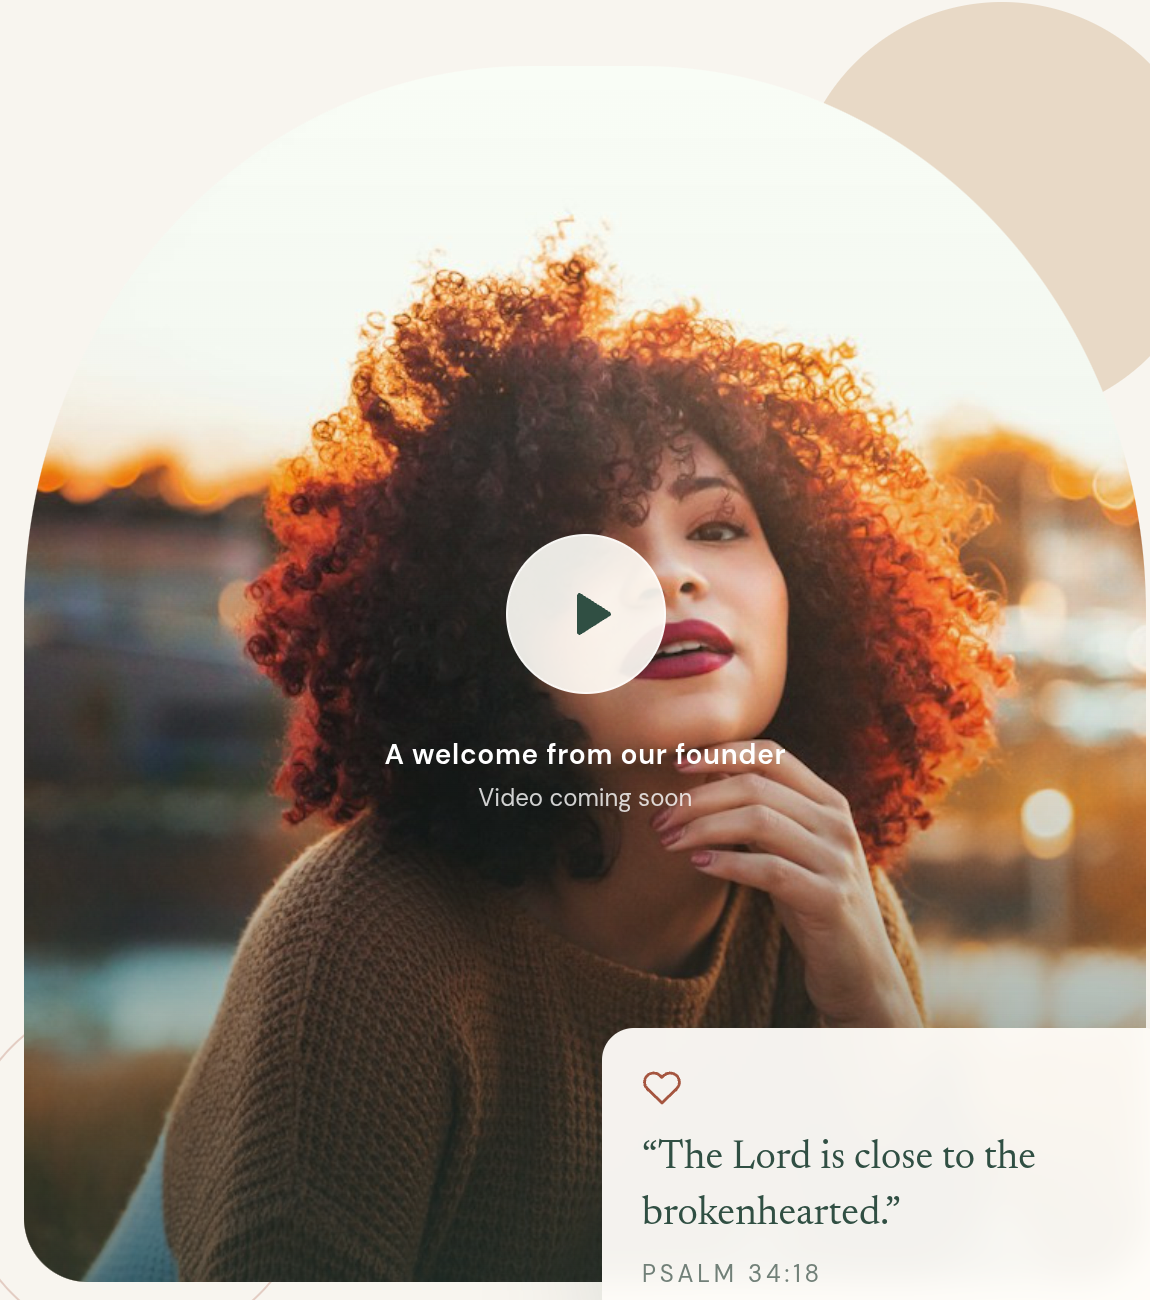 A welcome from our founder
Video coming soon
“The Lord is close to the
brokenhearted.”
PSALM 34:18